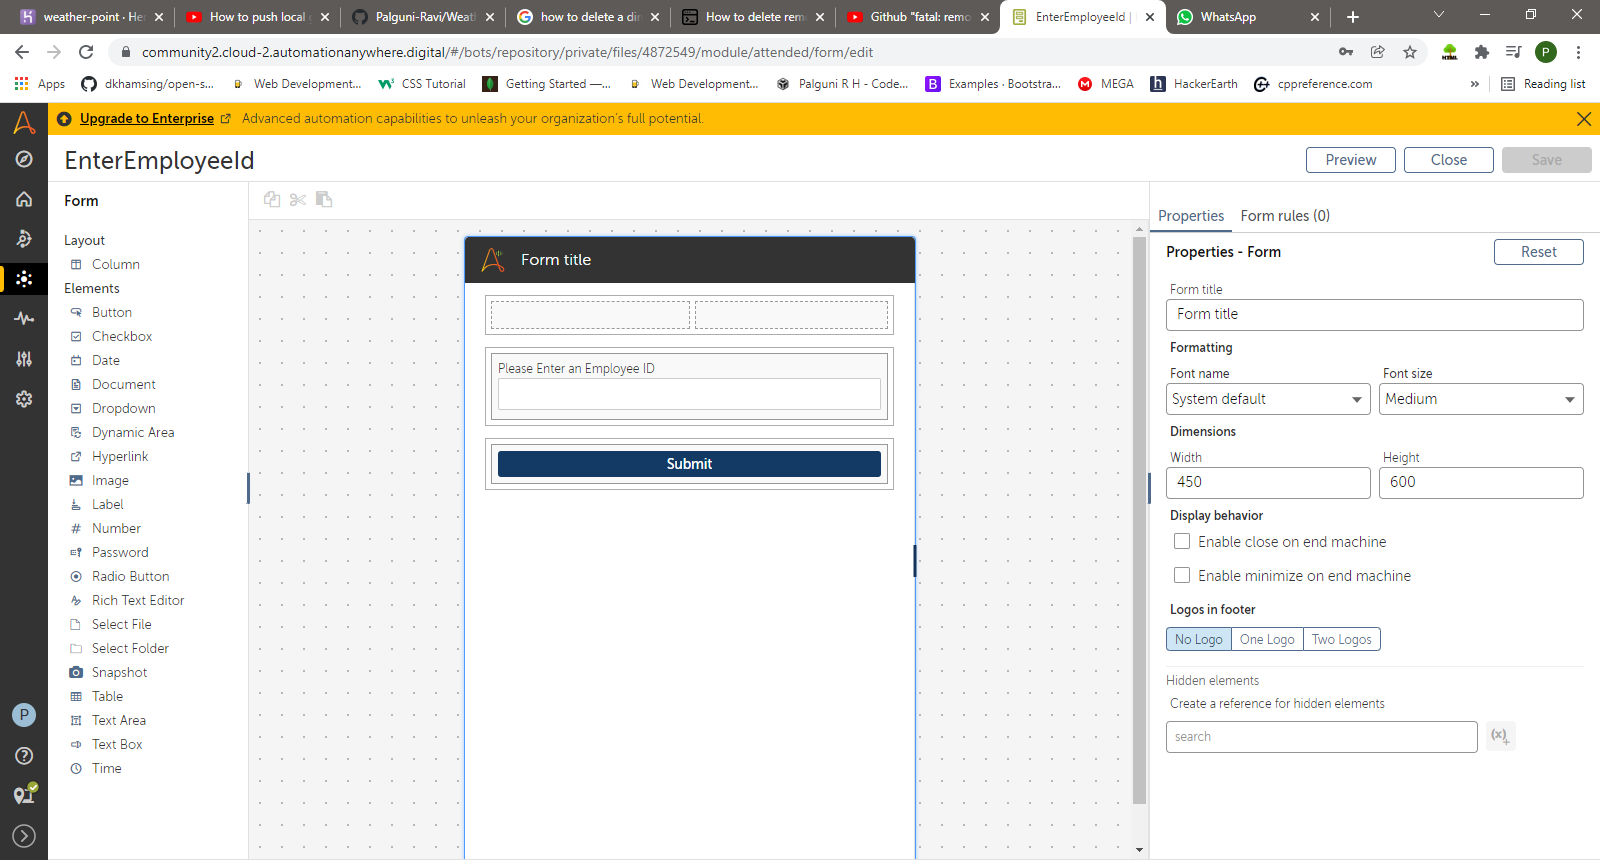 weather-point · He
How to push local g
Palguni-Ravi/Weat
how to delete a dir
How to delete rem
Github "fatal: remo
EnterEmployeeId |
WhatsApp
community2.cloud-2.automationanywhere.digital/#/bots/repository/private/files/4872549/module/attended/form/edit
P
Apps
dkhamsing/open-s...
Web Development...
CSS Tutorial
Getting Started —...
Web Development...
Palguni R H - Code...
Examples · Bootstra...
MEGA
HackerEarth
cppreference.com
»
Reading list
Upgrade to Enterprise Advanced automation capabilities to unleash your organization's full potential.
EnterEmployeeId
Preview
Close
Save
Form
Layout
Column
Elements
Button
Checkbox
Date
Document
Dropdown
Dynamic Area
Hyperlink
Image
Label
Number
Password
Radio Button
Rich Text Editor
Select File
Select Folder
Snapshot
Table
Text Area
Text Box
Time
P
Form title
Please Enter an Employee ID
Submit
Properties
Form rules (0)
Properties - Form
Reset
Form title
Form title
Formatting
Font name
Font size
System default
Medium
Dimensions
Width
Height
450
600
Display behavior
Enable close on end machine
Enable minimize on end machine
Logos in footer
No Logo
One Logo
Two Logos
Hidden elements
Create a reference for hidden elements
search
(x)+